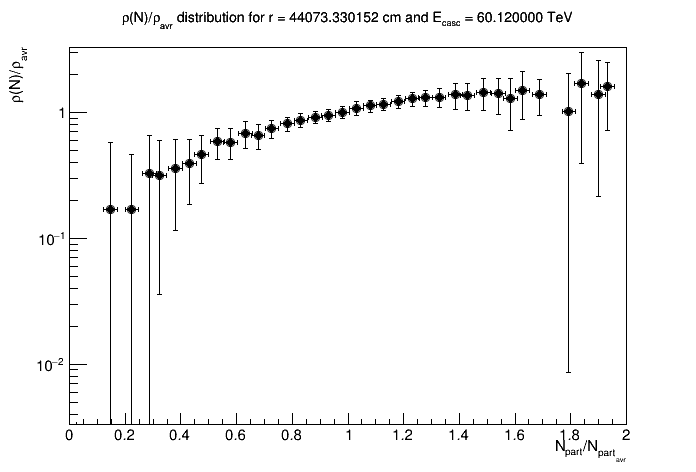 ρ(N)/ρavr distribution for r = 44073.330152 cm and Ecasc = 60.120000 TeV
ρ(N)/ρavr
1
10−1
10−2
0 0.2 0.4 0.6 0.8 1 1.2 1.4 1.6 1.8 2
Npart/Npartavr